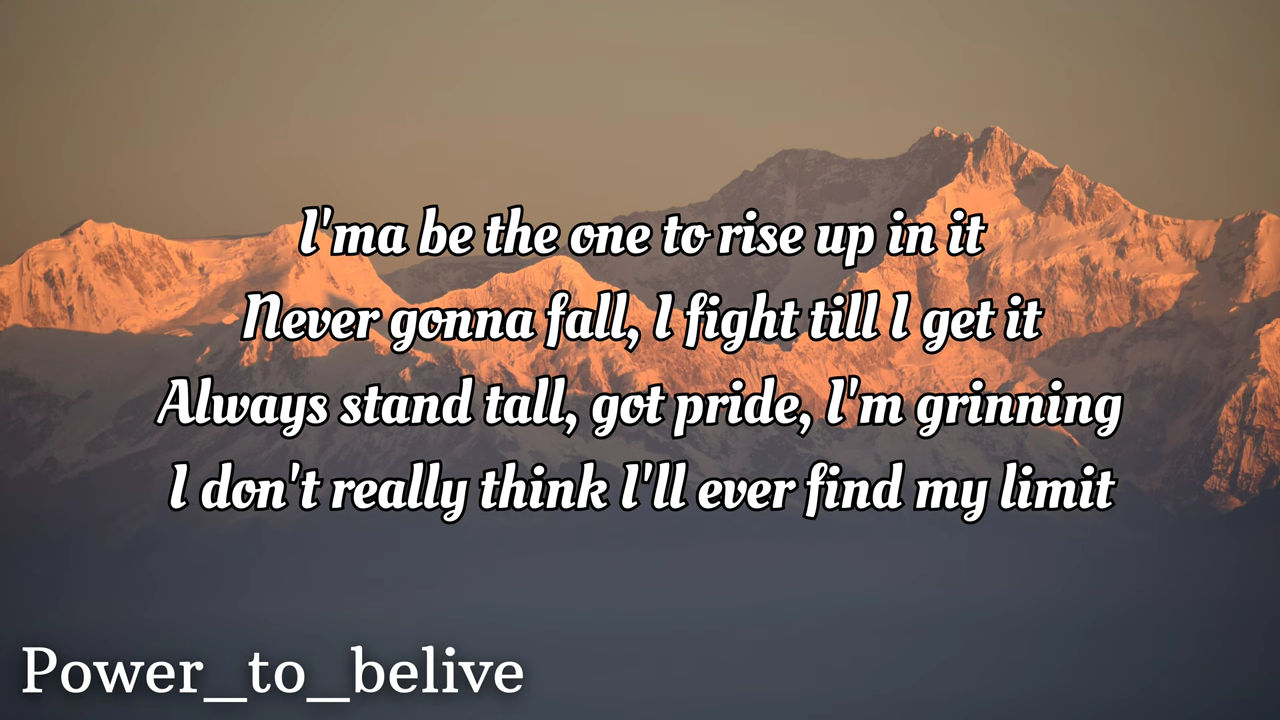 I'ma be the one to rise up in it
Never gonna fall, I fight till I get it
Always stand tall, got pride, I'm grinning
I don't really think I'll ever find my limit
Power_to_belive